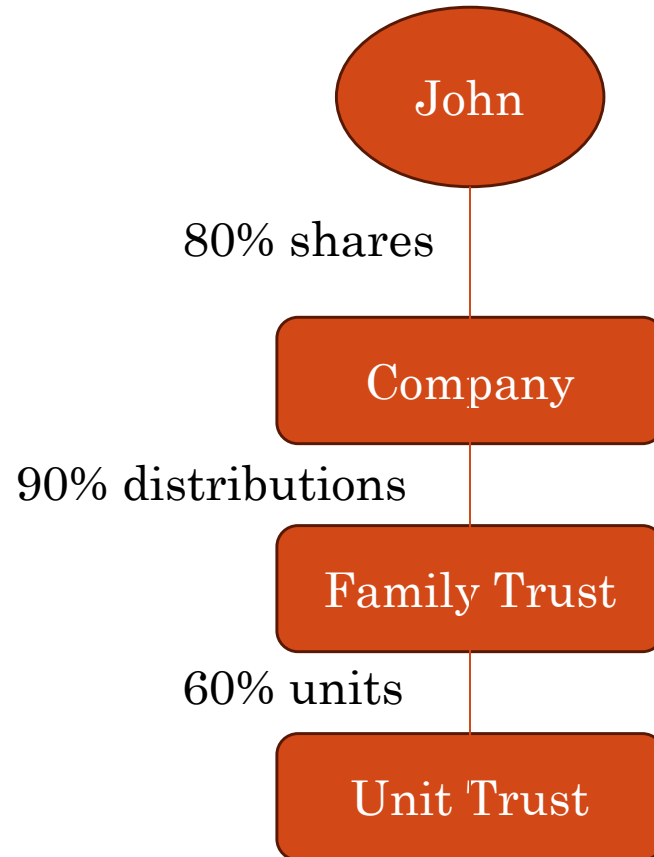 John
80% shares
Company
90% distributions
Family Trust
60% units
Unit Trust